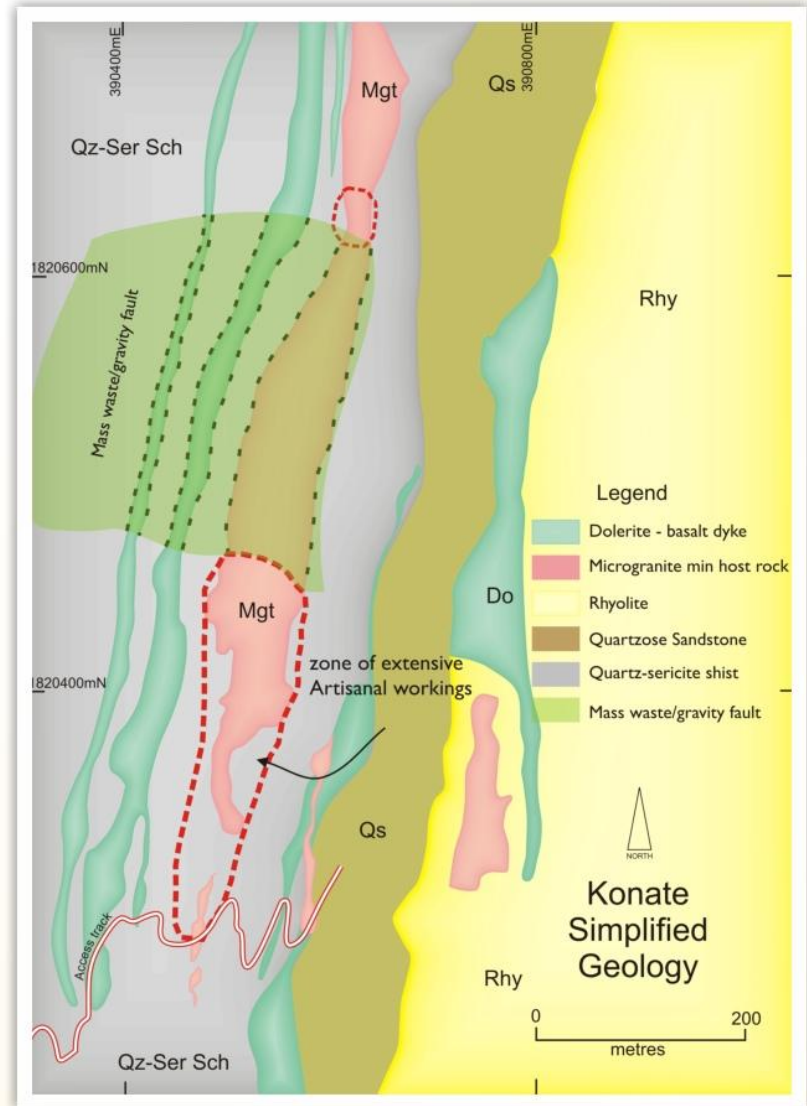 390400mE
390800mE
Mgt
Qs
Qz-Ser Sch
1820600mN
Rhy
Mass waste/gravity fault
Legend
Dolerite - basalt dyke
Microgranite min host rock
Rhyolite
Quartzose Sandstone
Quartz-sericite shist
Mass waste/gravity fault
Do
Mgt
zone of extensive
Artisanal workings
1820400mN
Qs
NORTH
Konate
Simplified
Geology
Access track
Rhy
0 200
metres
Qz-Ser Sch